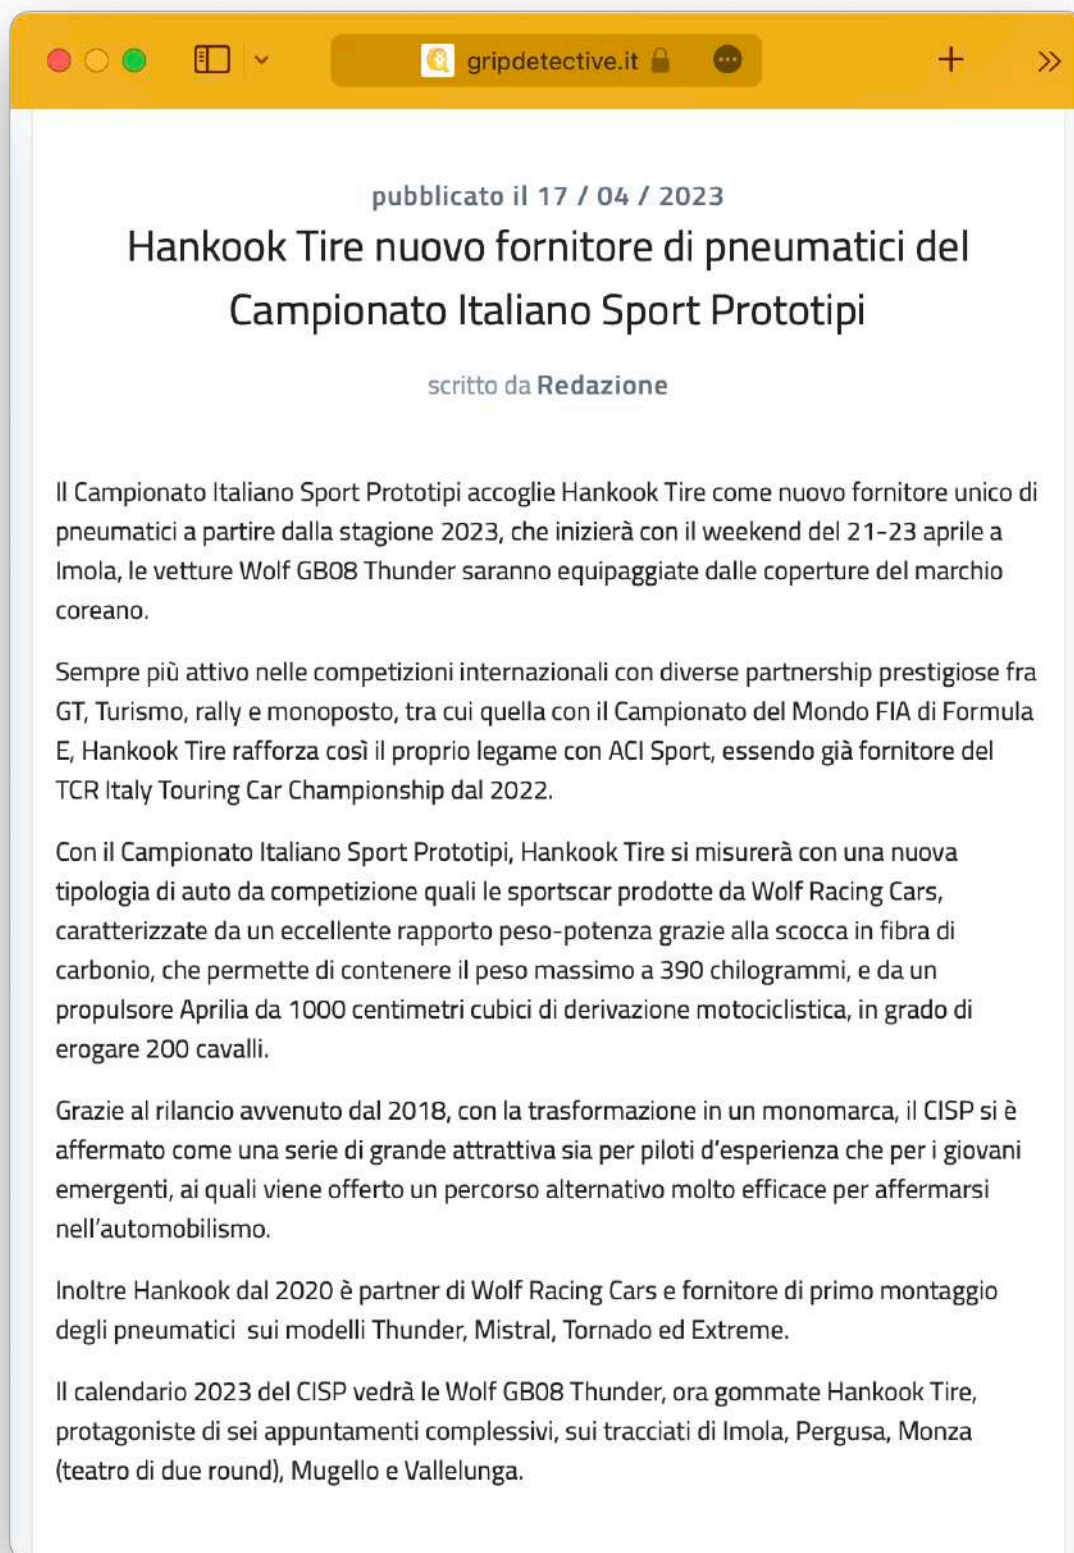 gripdetective.it
pubblicato il 17 / 04 / 2023
Hankook Tire nuovo fornitore di pneumatici del
Campionato Italiano Sport Prototipi
scritto da Redazione
Il Campionato Italiano Sport Prototipi accoglie Hankook Tire come nuovo fornitore unico di
pneumatici a partire dalla stagione 2023, che inizierà con il weekend del 21-23 aprile a
Imola, le vetture Wolf GB08 Thunder saranno equipaggiate dalle coperture del marchio
coreano.
Sempre più attivo nelle competizioni internazionali con diverse partnership prestigiose fra
GT, Turismo, rally e monoposto, tra cui quella con il Campionato del Mondo FIA di Formula
E, Hankook Tire rafforza così il proprio legame con ACI Sport, essendo già fornitore del
TCR Italy Touring Car Championship dal 2022.
Con il Campionato Italiano Sport Prototipi, Hankook Tire si misurerà con una nuova
tipologia di auto da competizione quali le sportscar prodotte da Wolf Racing Cars,
caratterizzate da un eccellente rapporto peso-potenza grazie alla scocca in fibra di
carbonio, che permette di contenere il peso massimo a 390 chilogrammi, e da un
propulsore Aprilia da 1000 centimetri cubici di derivazione motociclistica, in grado di
erogare 200 cavalli.
Grazie al rilancio avvenuto dal 2018, con la trasformazione in un monomarca, il CISP si è
affermato come una serie di grande attrattiva sia per piloti d'esperienza che per i giovani
emergenti, ai quali viene offerto un percorso alternativo molto efficace per affermarsi
nell'automobilismo.
Inoltre Hankook dal 2020 è partner di Wolf Racing Cars e fornitore di primo montaggio
degli pneumatici  sui modelli Thunder, Mistral, Tornado ed Extreme.
Il calendario 2023 del CISP vedrà le Wolf GB08 Thunder, ora gommate Hankook Tire,
protagoniste di sei appuntamenti complessivi, sui tracciati di Imola, Pergusa, Monza
(teatro di due round), Mugello e Vallelunga.